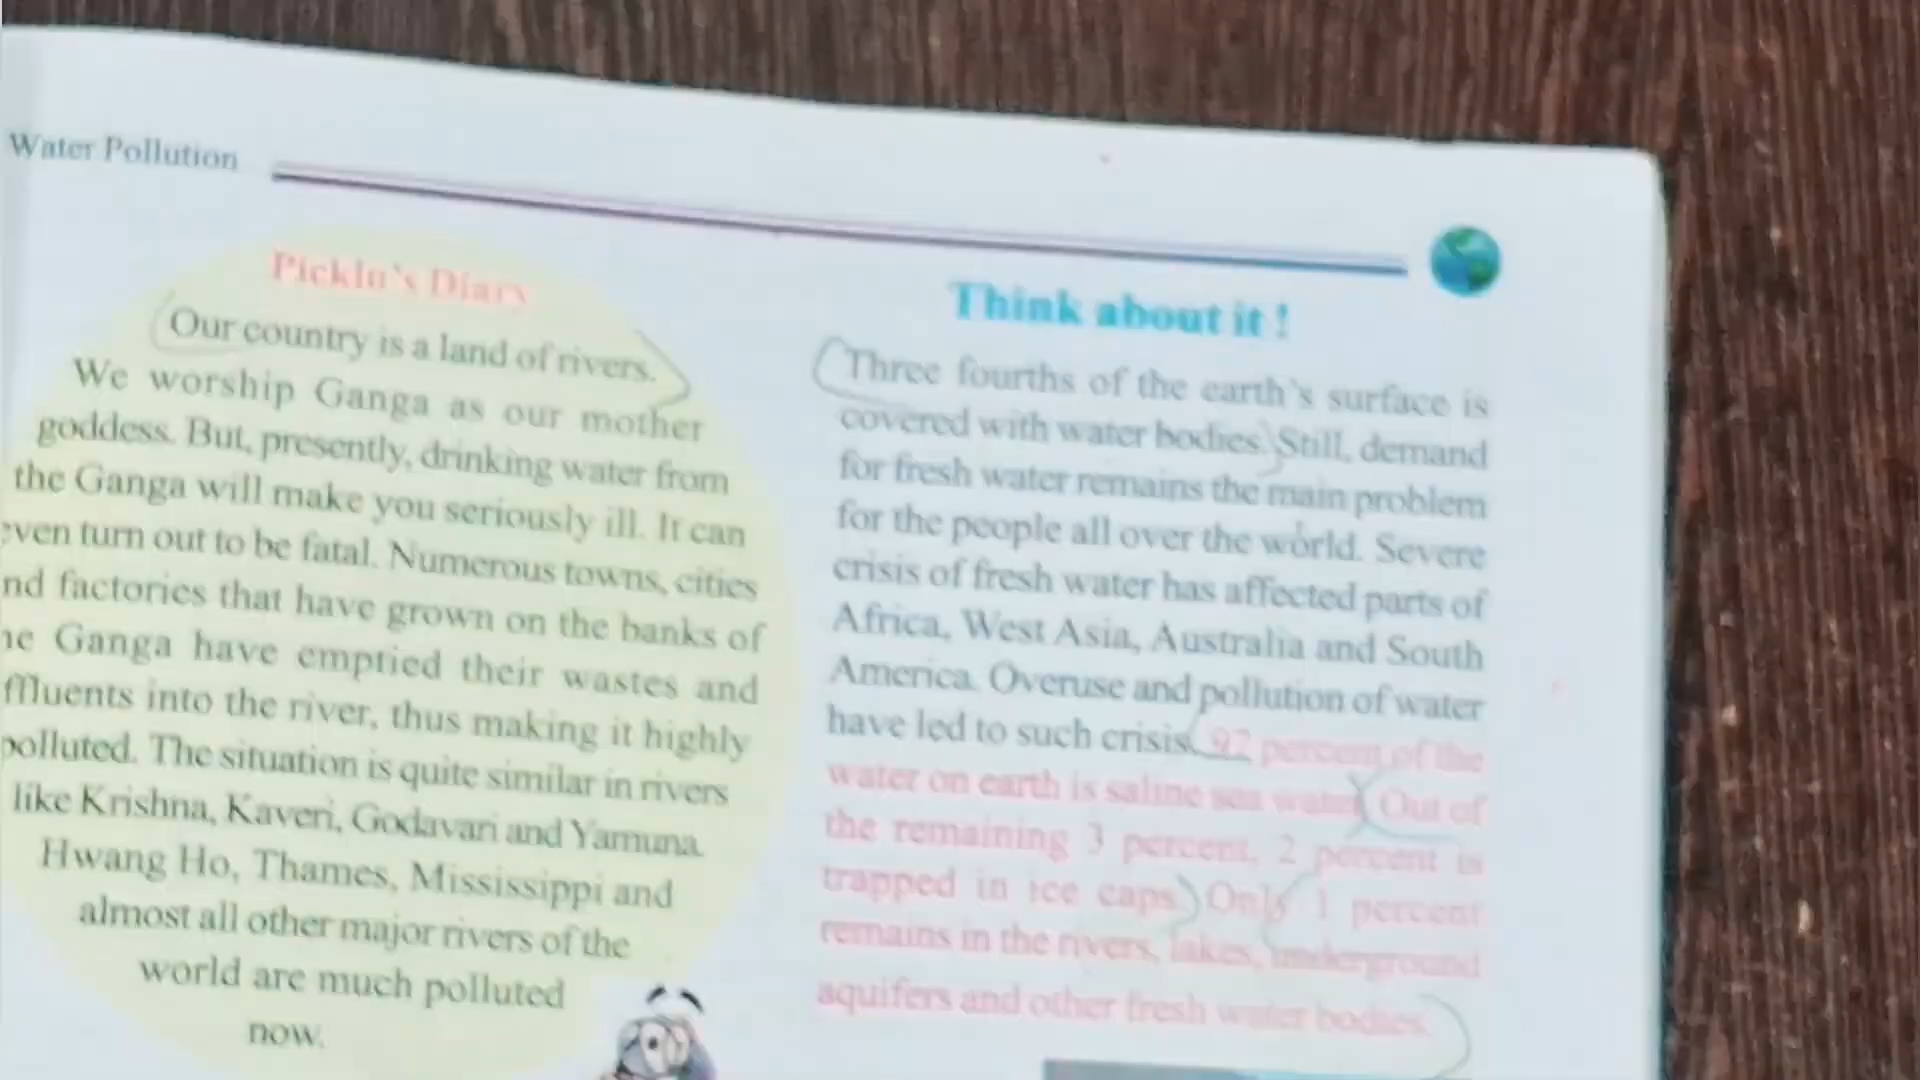 Water Pollution
Picklu's Diary
Our country is a land of rivers.
We worship Ganga as our mother
goddess. But, presently, drinking water from
the Ganga will make you seriously ill. It can
even turn out to be fatal. Numerous towns, cities
nd factories that have grown on the banks of
he Ganga have emptied their wastes and
ffluents into the river, thus making it highly
polluted. The situation is quite similar in rivers
like Krishna, Kaveri, Godavari and Yamuna.
Hwang Ho, Thames, Mississippi and
almost all other major rivers of the
world are much polluted
now.
Think about it !
Three fourths of the earth's surface is
covered with water bodies. Still, demand
for fresh water remains the main problem
for the people all over the world. Severe
crisis of fresh water has affected parts of
Africa, West Asia, Australia and South
America. Overuse and pollution of water
have led to such crisis. percent of the
water on earth is saline sea water. Out of
the remaining 3 percent, 2 percent is
trapped in ice caps. Only 1 percent
remains in the rivers, lakes, underground
aquifers and other fresh water bodies.